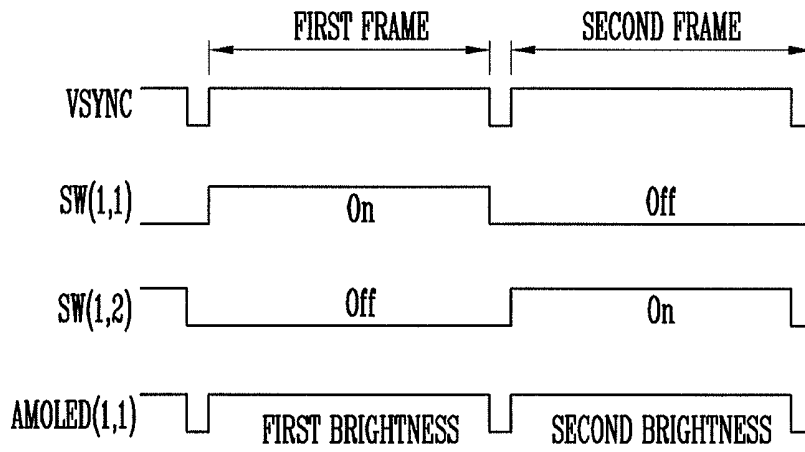 FIRST FRAME SECOND FRAME
VSYNC
SW(1,1) On Off
SW(1,2) Off On
AMOLED(1,1) FIRST BRIGHTNESS SECOND BRIGHTNESS